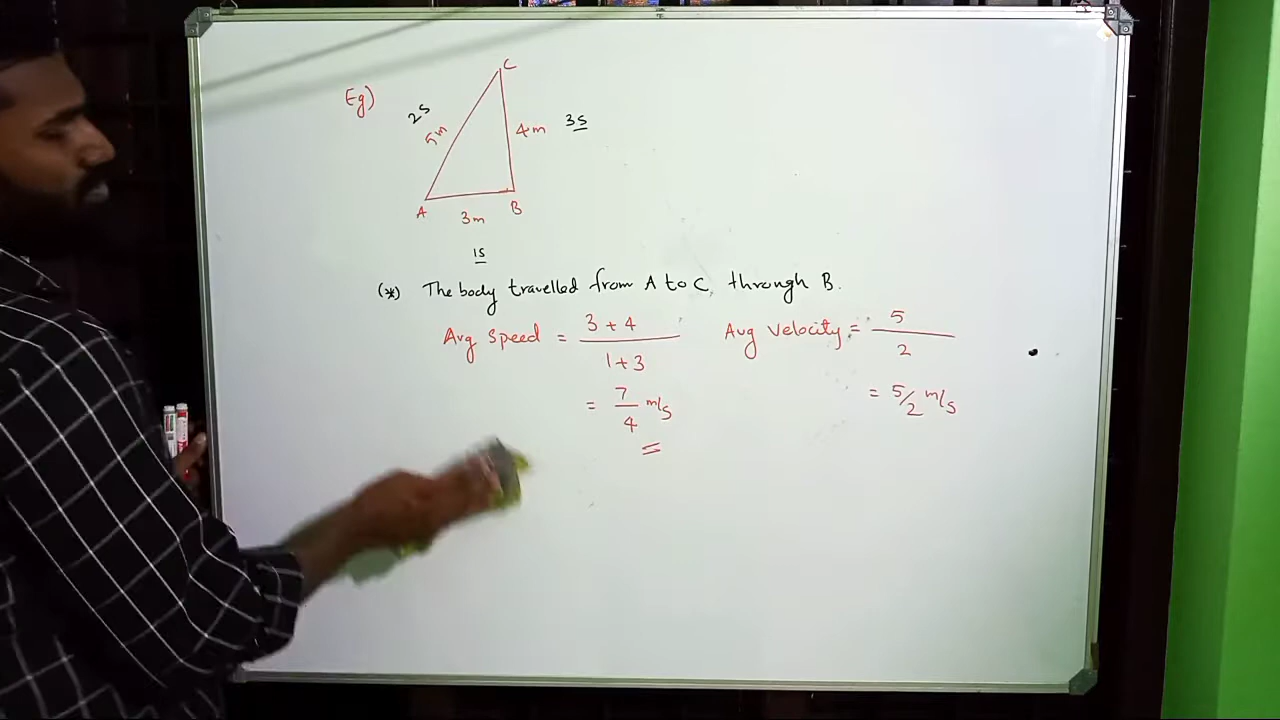 Eg)
C
2s
5m
4m
3s
A
B
3m
1s
(*) The body travelled from A to C through B.
Avg Speed = 3 + 4 / 1 + 3
Avg Velocity = 5 / 2
= 7 / 4 m/s
= 5/2 m/s